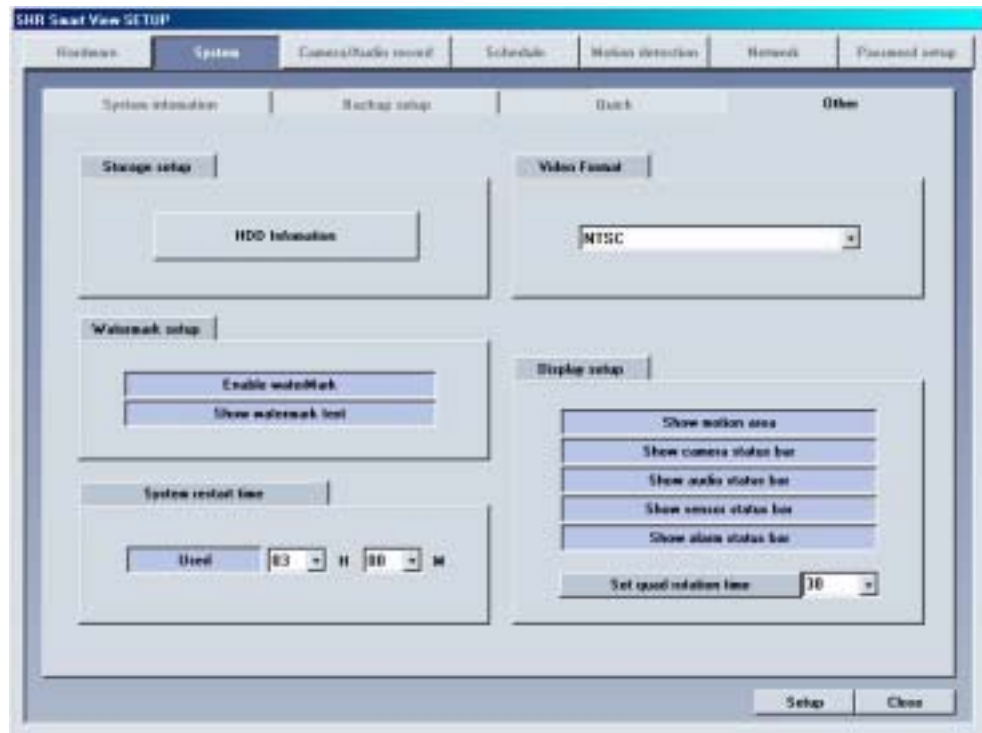 SHR Smart View SETUP
Hardware System Camera/Audio record Schedule Motion detection Network Password setup
System infomation Backup setup Quick Other
Storage setup
HDD Infomation
Video Format
NTSC
Watermark setup
Enable waterMark
Show watermark text
System restart time
Used 03 H 00 M
Display setup
Show motion area
Show camera status bar
Show audio status bar
Show sensor status bar
Show alarm status bar
Set quad rotation time 30
Setup Close